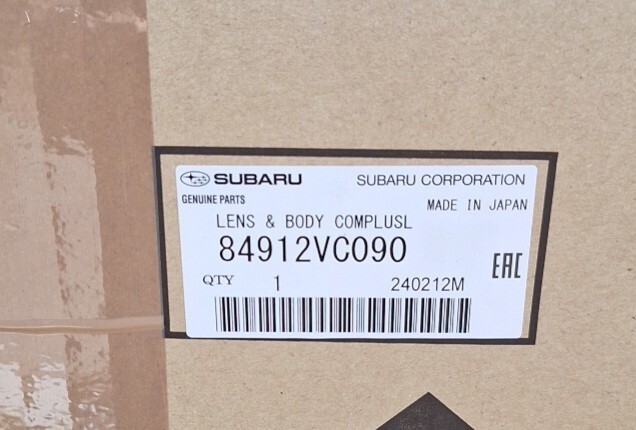 SUBARU SUBARU CORPORATION
GENUINE PARTS MADE IN JAPAN
LENS & BODY COMPLUSL
84912VC090
EAC
QTY 1 240212M